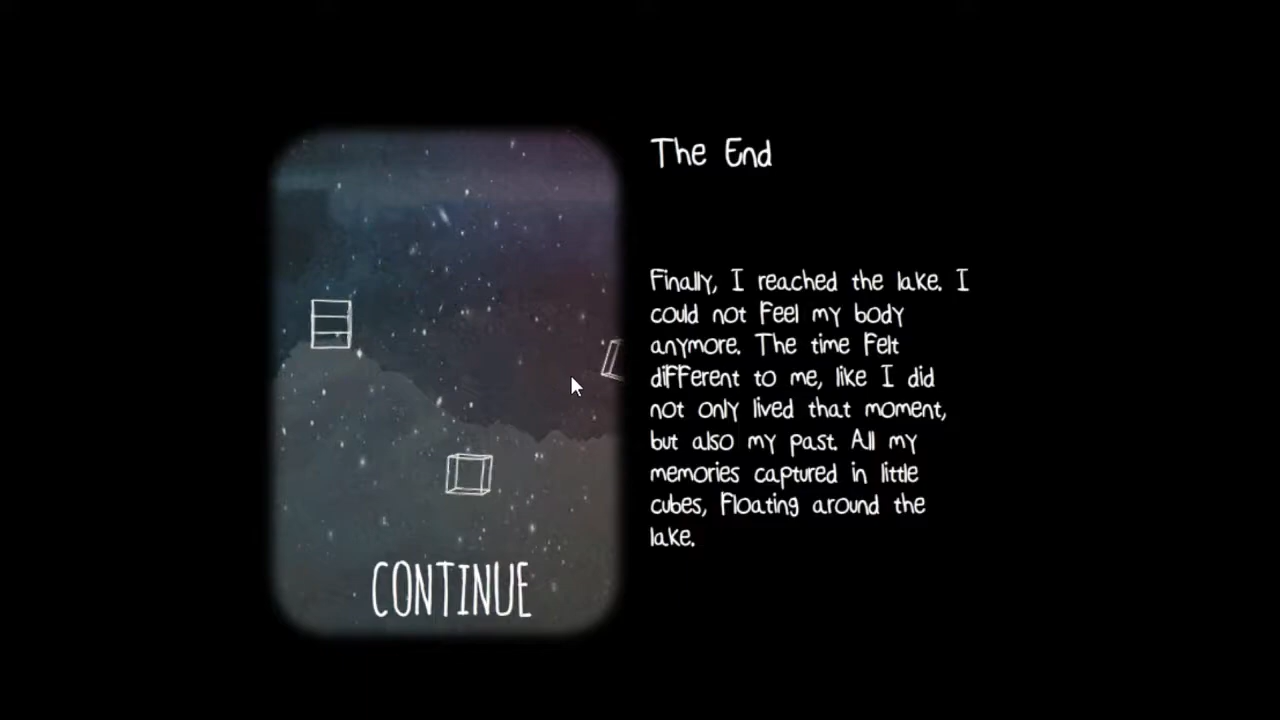 The End
Finally, I reached the lake. I
could not feel my body
anymore. The time felt
different to me, like I did
not only lived that moment,
but also my past. All my
memories captured in little
cubes, floating around the
lake.
CONTINUE